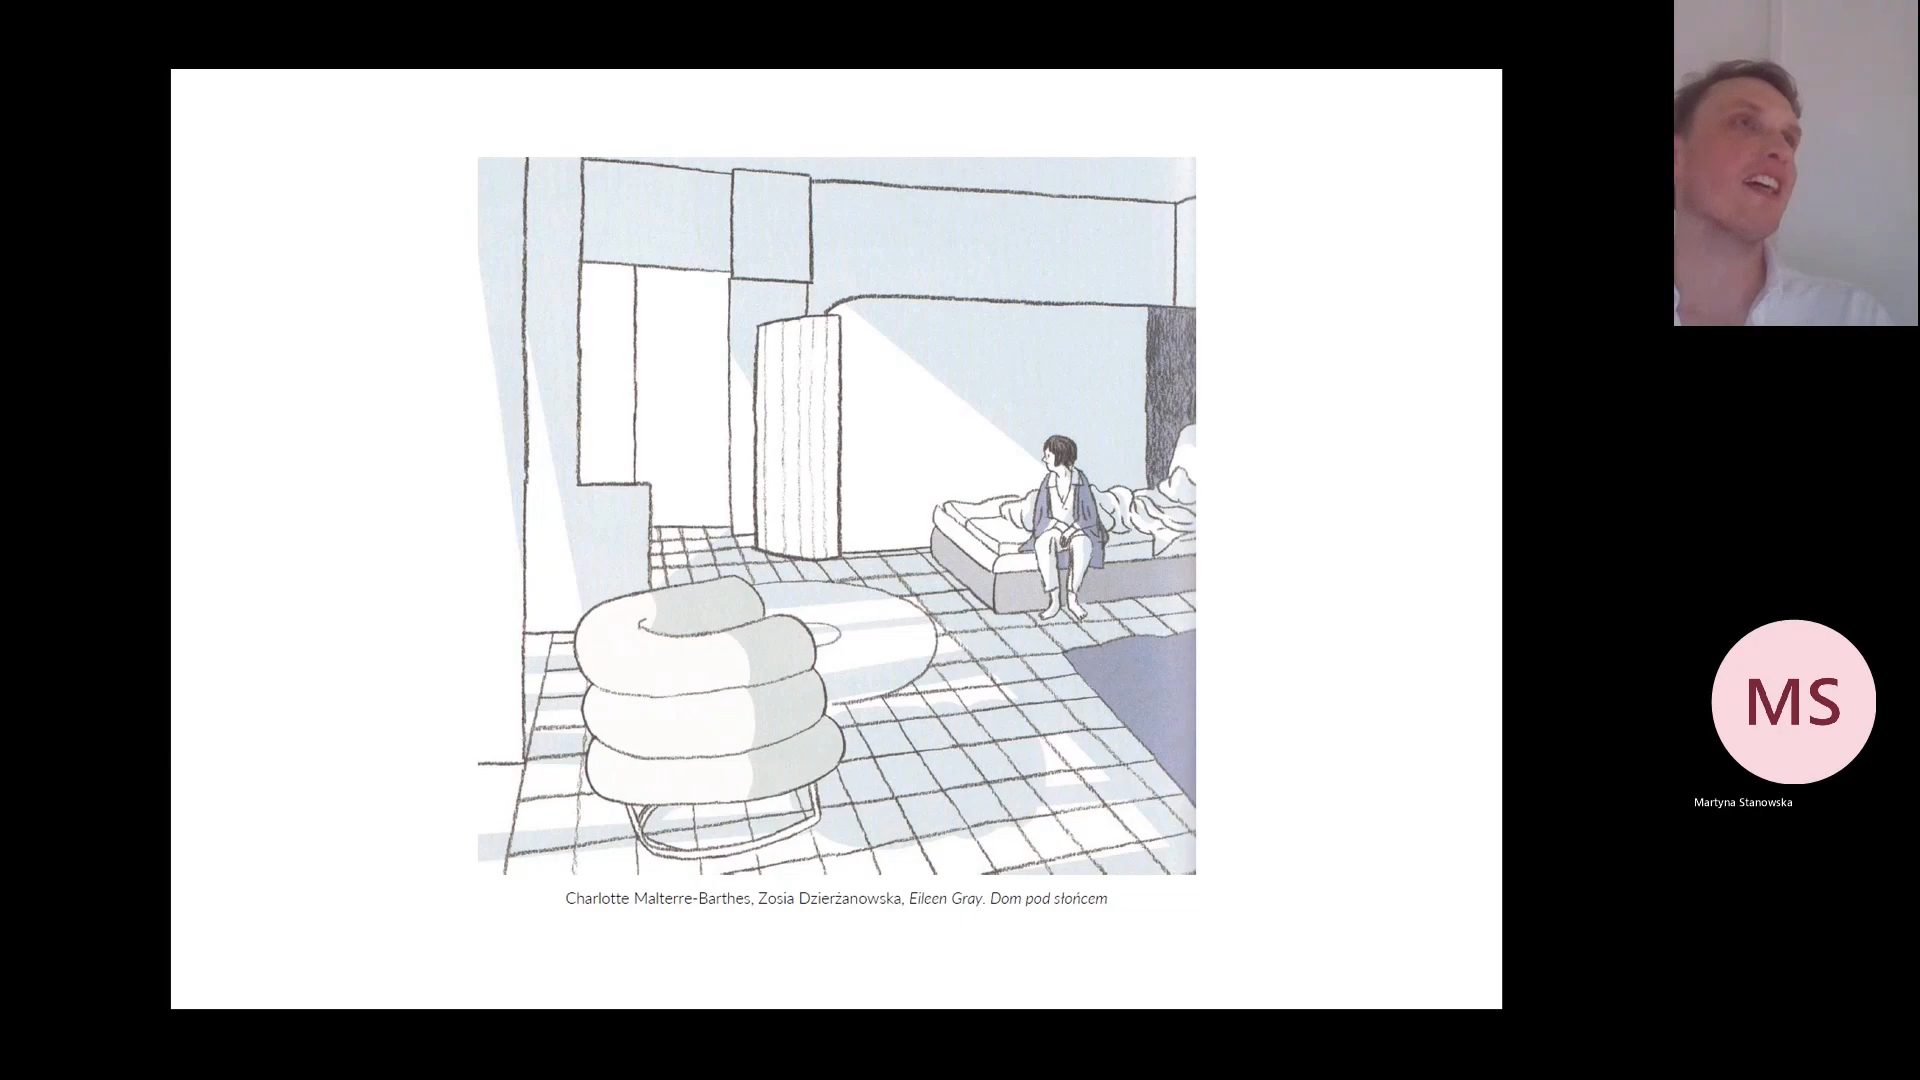 Charlotte Malterre-Barthes, Zosia Dzierżanowska, Eileen Gray. Dom pod słońcem
MS
Martyna Stanowska